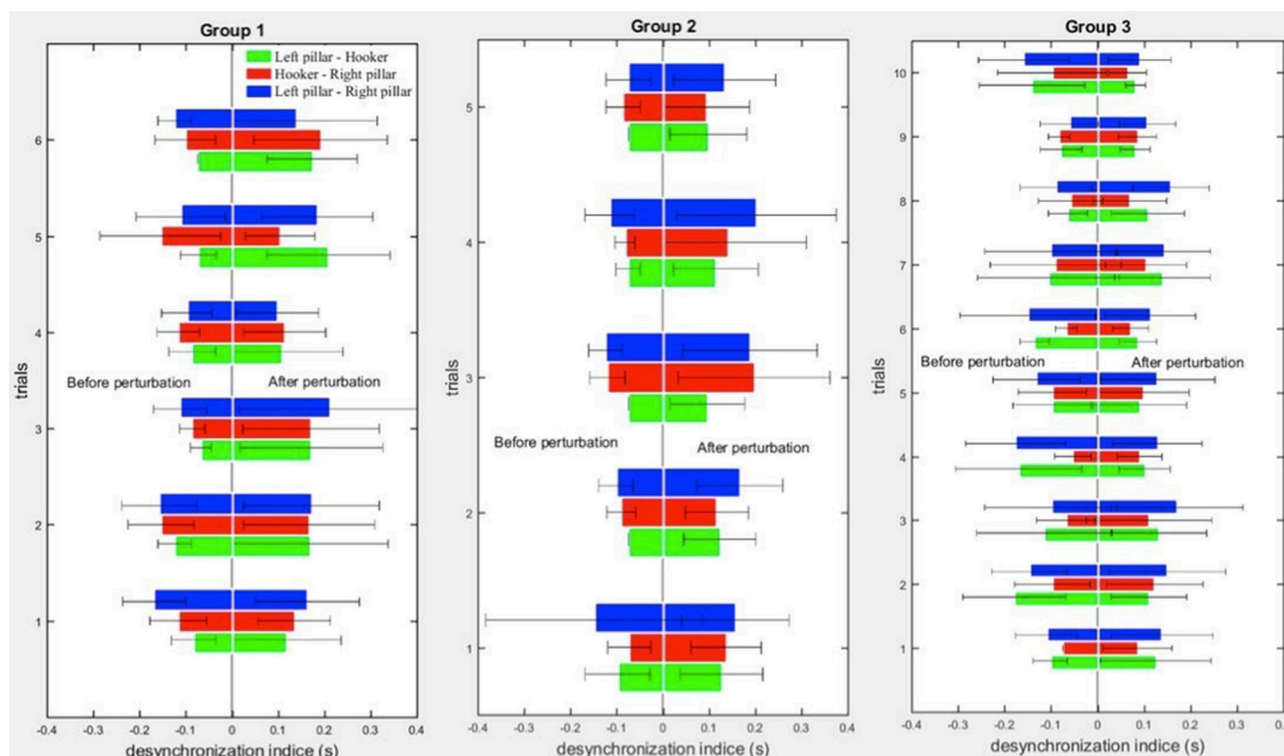 Group 1
Left pillar - Hooker
Hooker - Right pillar
Left pillar - Right pillar
6
5
4
Before perturbation After perturbation
3
2
1
trials
-0.4 -0.3 -0.2 -0.1 0 0.1 0.2 0.3 0.4
desynchronization indice (s)
Group 2
5
4
3
Before perturbation After perturbation
2
1
trials
-0.4 -0.3 -0.2 -0.1 0 0.1 0.2 0.3 0.4
desynchronization indice (s)
Group 3
10
9
8
7
6
Before perturbation After perturbation
5
4
3
2
1
trials
-0.4 -0.3 -0.2 -0.1 0 0.1 0.2 0.3 0.4
desynchronization indice (s)